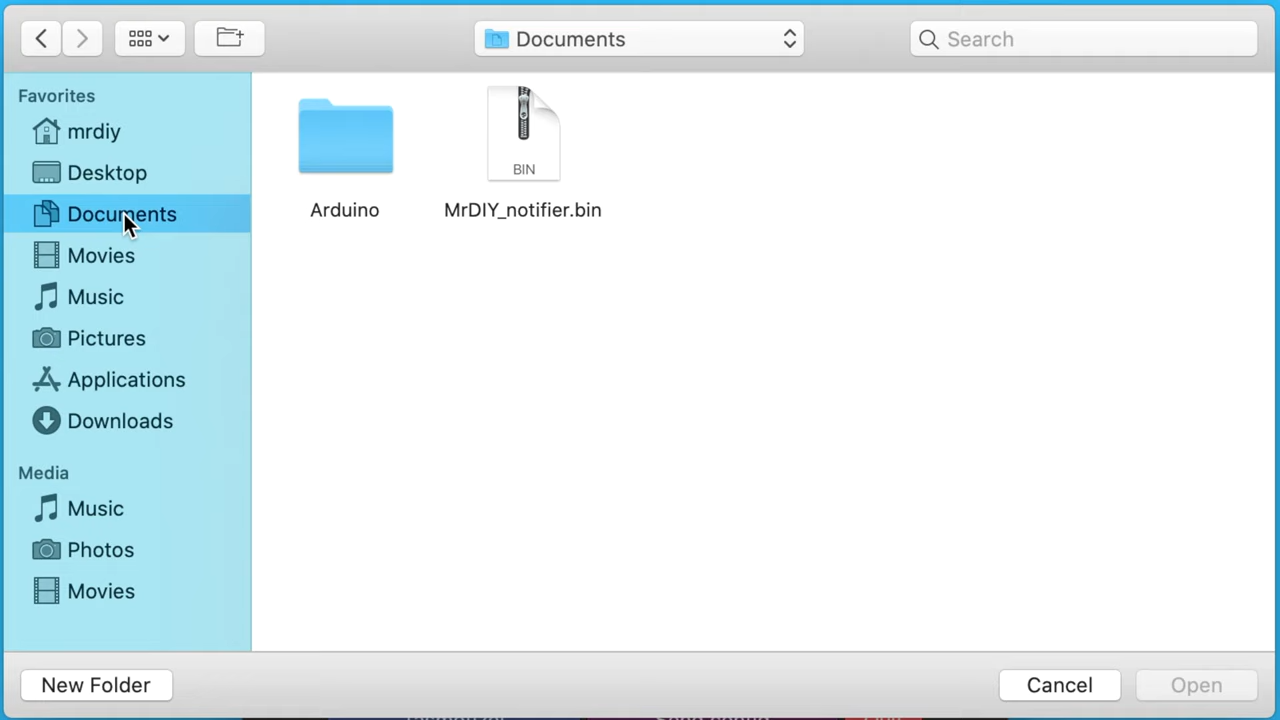 Documents
Search
Favorites
mrdiy
Desktop
Documents
Movies
Music
Pictures
Applications
Downloads
Media
Music
Photos
Movies
BIN
Arduino
MrDIY_notifier.bin
New Folder
Cancel
Open